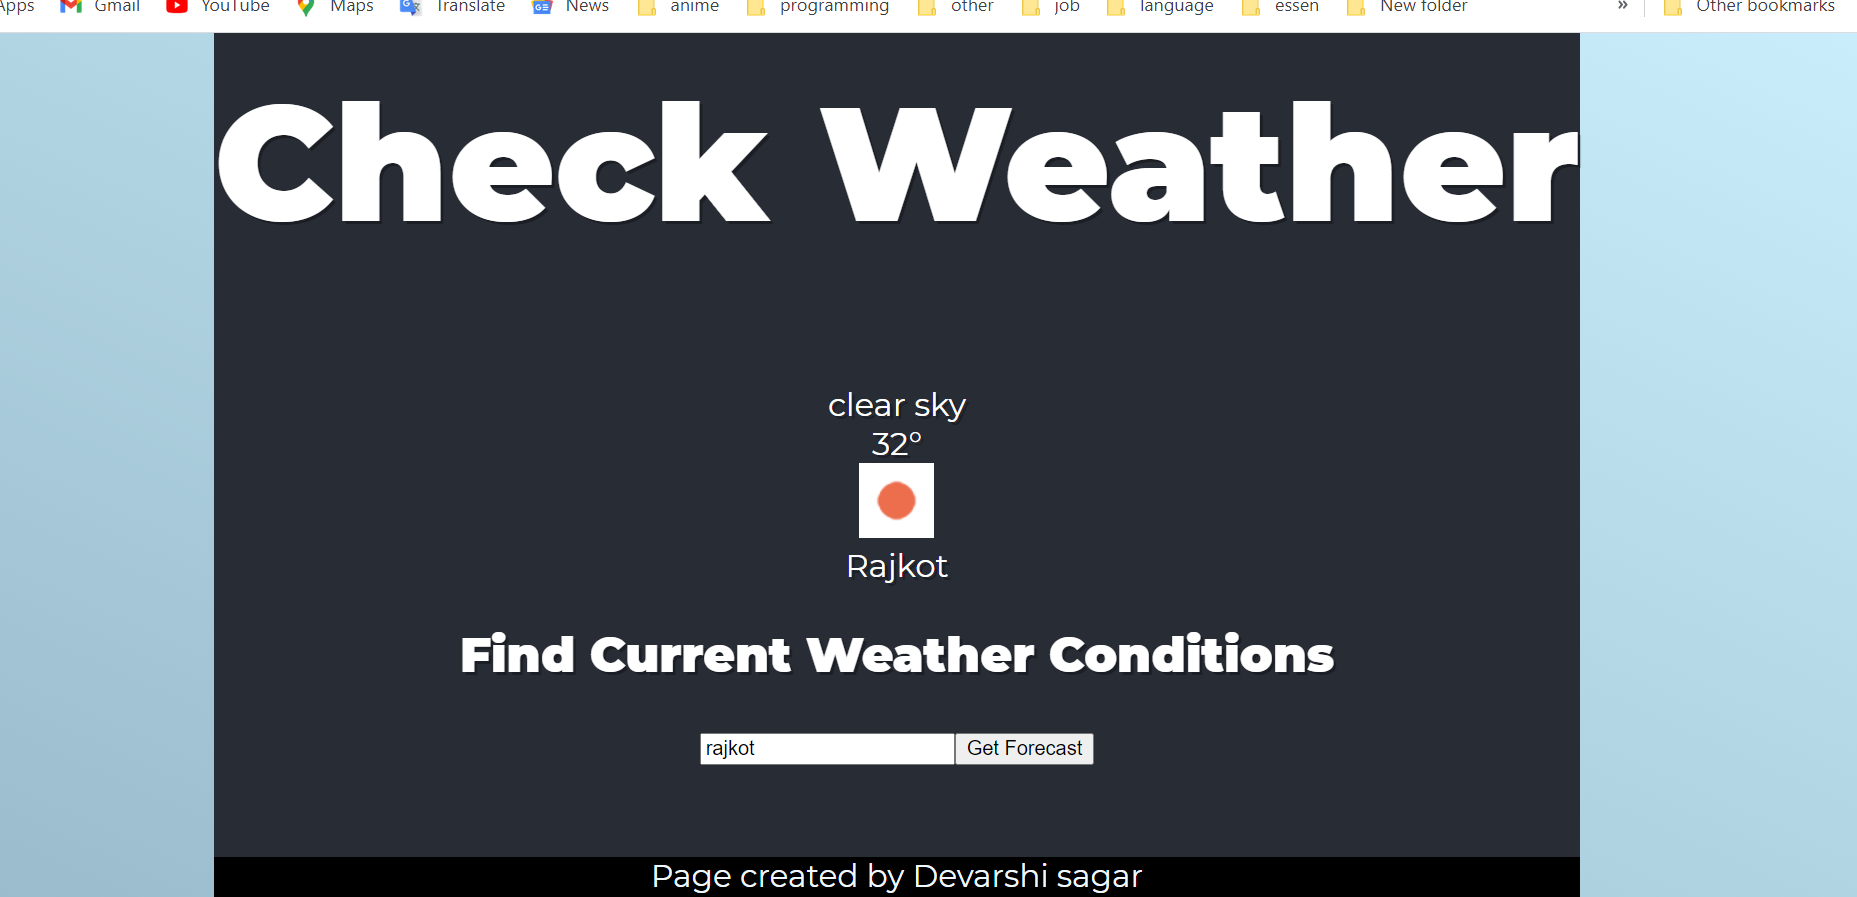 Apps Gmail YouTube Maps Translate News anime programming other job language essen New folder » Other bookmarks
Check Weather
clear sky
32°
Rajkot
Find Current Weather Conditions
rajkot Get Forecast
Page created by Devarshi sagar